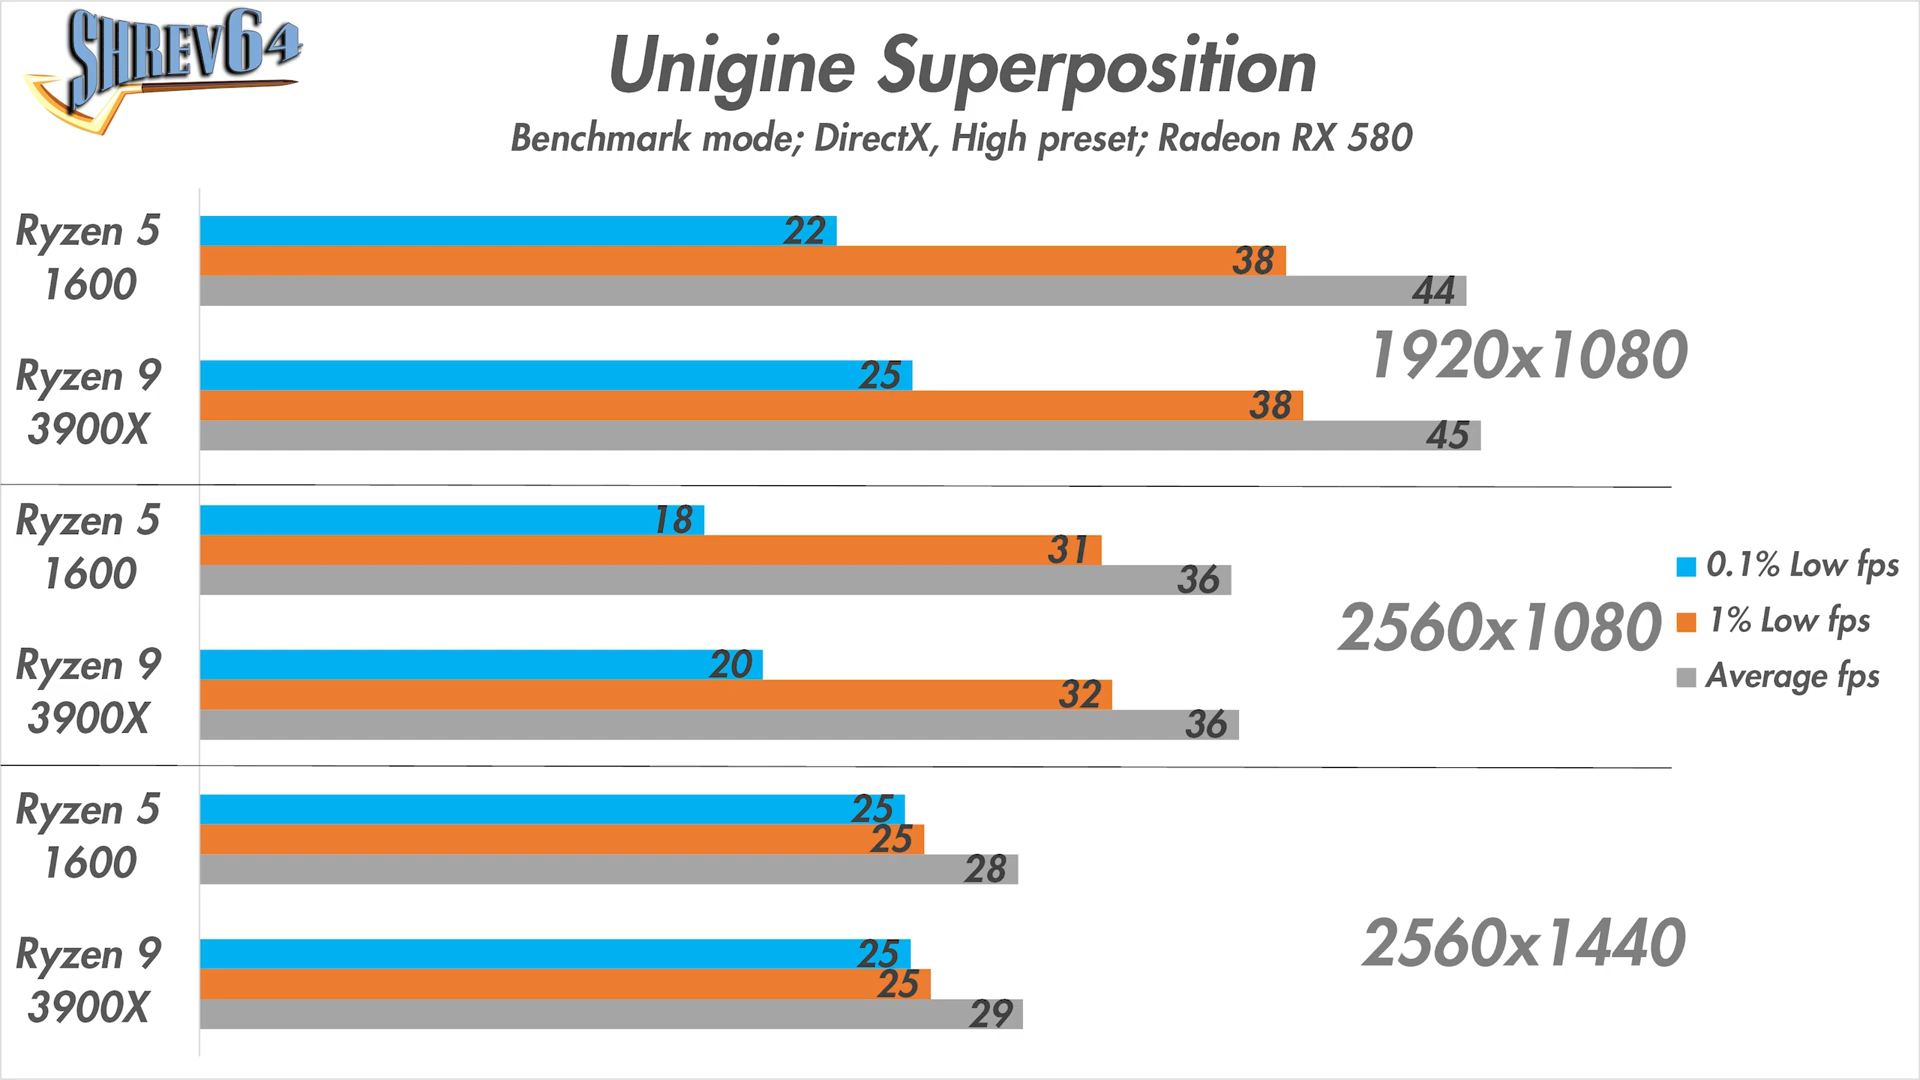 SHREV64
Unigine Superposition
Benchmark mode; DirectX, High preset; Radeon RX 580
Ryzen 5
1600
22
38
44
1920x1080
Ryzen 9
3900X
25
38
45
Ryzen 5
1600
18
31
36
2560x1080
Ryzen 9
3900X
20
32
36
0.1% Low fps
1% Low fps
Average fps
Ryzen 5
1600
25
25
28
2560x1440
Ryzen 9
3900X
25
25
29